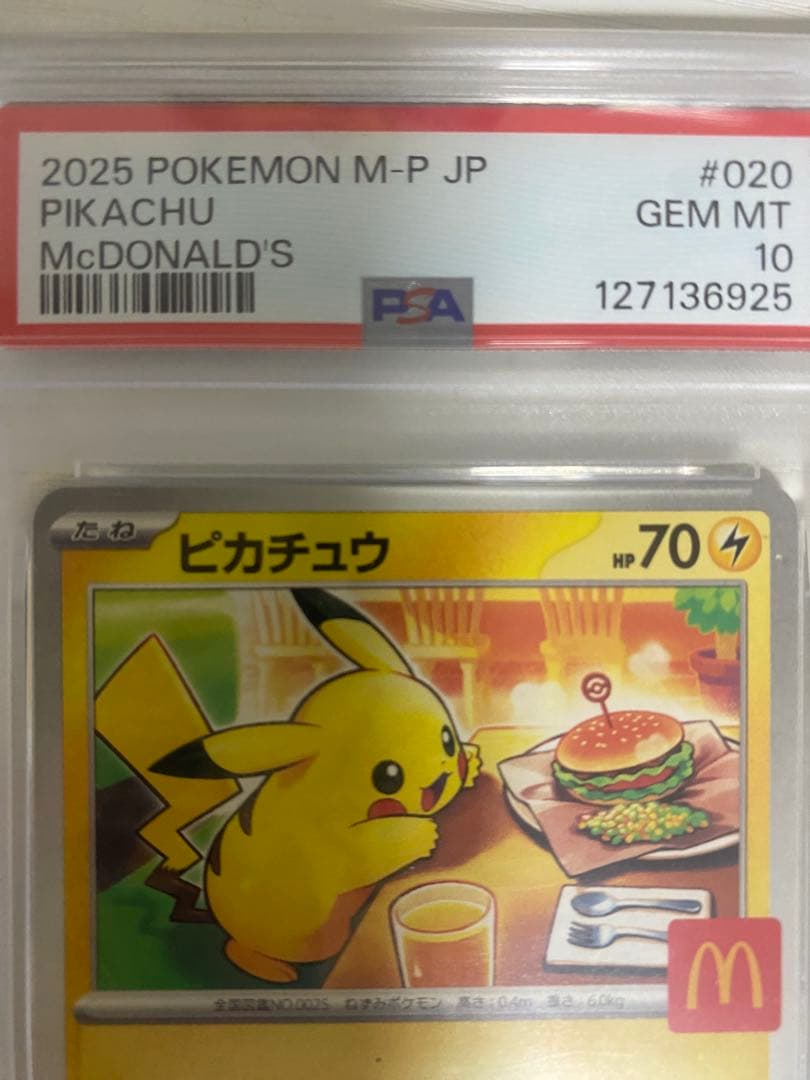 2025 POKEMON M-P JP #020
PIKACHU GEM MT
McDONALD'S 10
PSA 127136925
たね ピカチュウ HP 70
全国図鑑NO.0025 ねずみポケモン 高さ:0.4m 重さ:6.0kg
M